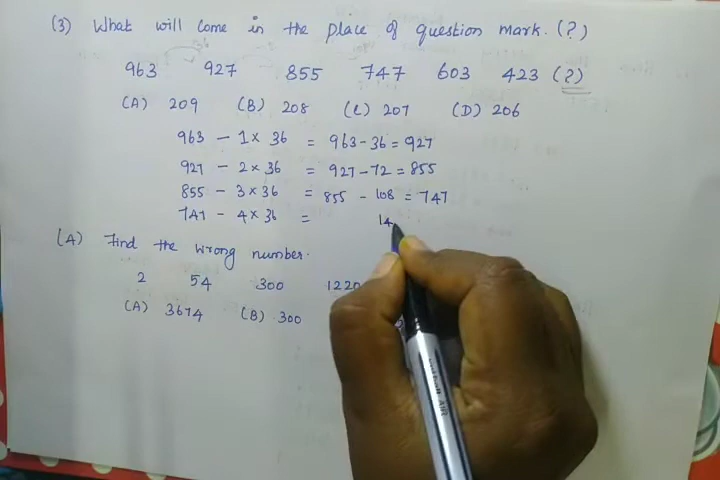 (3) What will come in the place of question mark. (?)
963 927 855 747 603 423 (?)
(A) 209 (B) 208 (C) 207 (D) 206
963 - 1 × 36 = 963 - 36 = 927
927 - 2 × 36 = 927 - 72 = 855
855 - 3 × 36 = 855 - 108 = 747
747 - 4 × 36 = 14
(4) Find the wrong number.
2 54 300 1220
(A) 3674 (B) 300